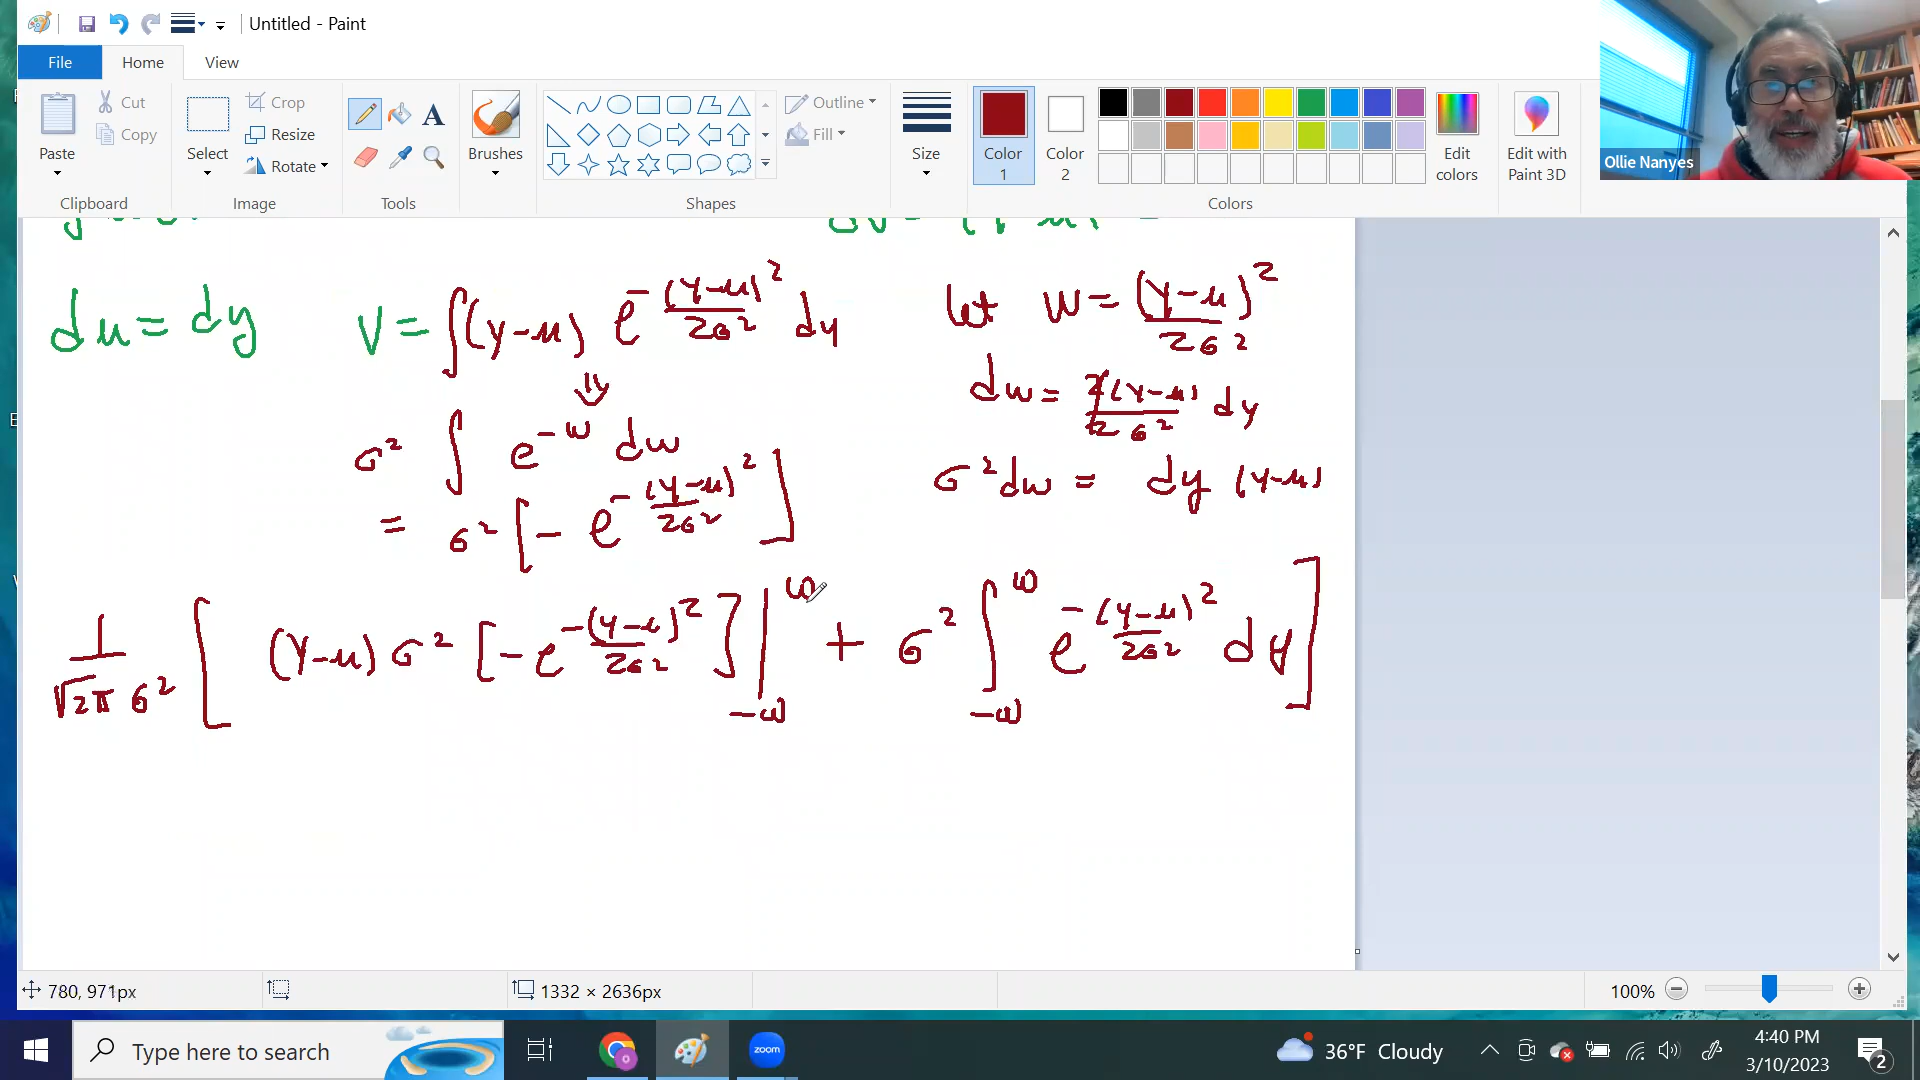 Untitled - Paint
File
Home
View
Cut
Copy
Paste
Clipboard
Select
Crop
Resize
Rotate
Image
Tools
Brushes
Shapes
Outline
Fill
Size
Color 1
Color 2
Colors
Edit colors
Edit with Paint 3D
Ollie Nanyes
du = dy
v = ∫(y-μ) e^{-(y-μ)²/2σ²} dy
let w = (y-μ)²/2σ²
dw = 2(y-μ)/2σ² dy
σ² ∫ e^{-w} dw
σ² dw = dy (y-μ)
= σ² [-e^{-(y-μ)²/2σ²}]
1/√2π σ² [ (y-μ) σ² [-e^{-(y-μ)²/2σ²}] |_{-∞}^{∞} + σ² ∫_{-∞}^{∞} e^{-(y-μ)²/2σ²} dy ]
780, 971px
1332 × 2636px
100%
Type here to search
zoom
36°F Cloudy
4:40 PM
3/10/2023
2